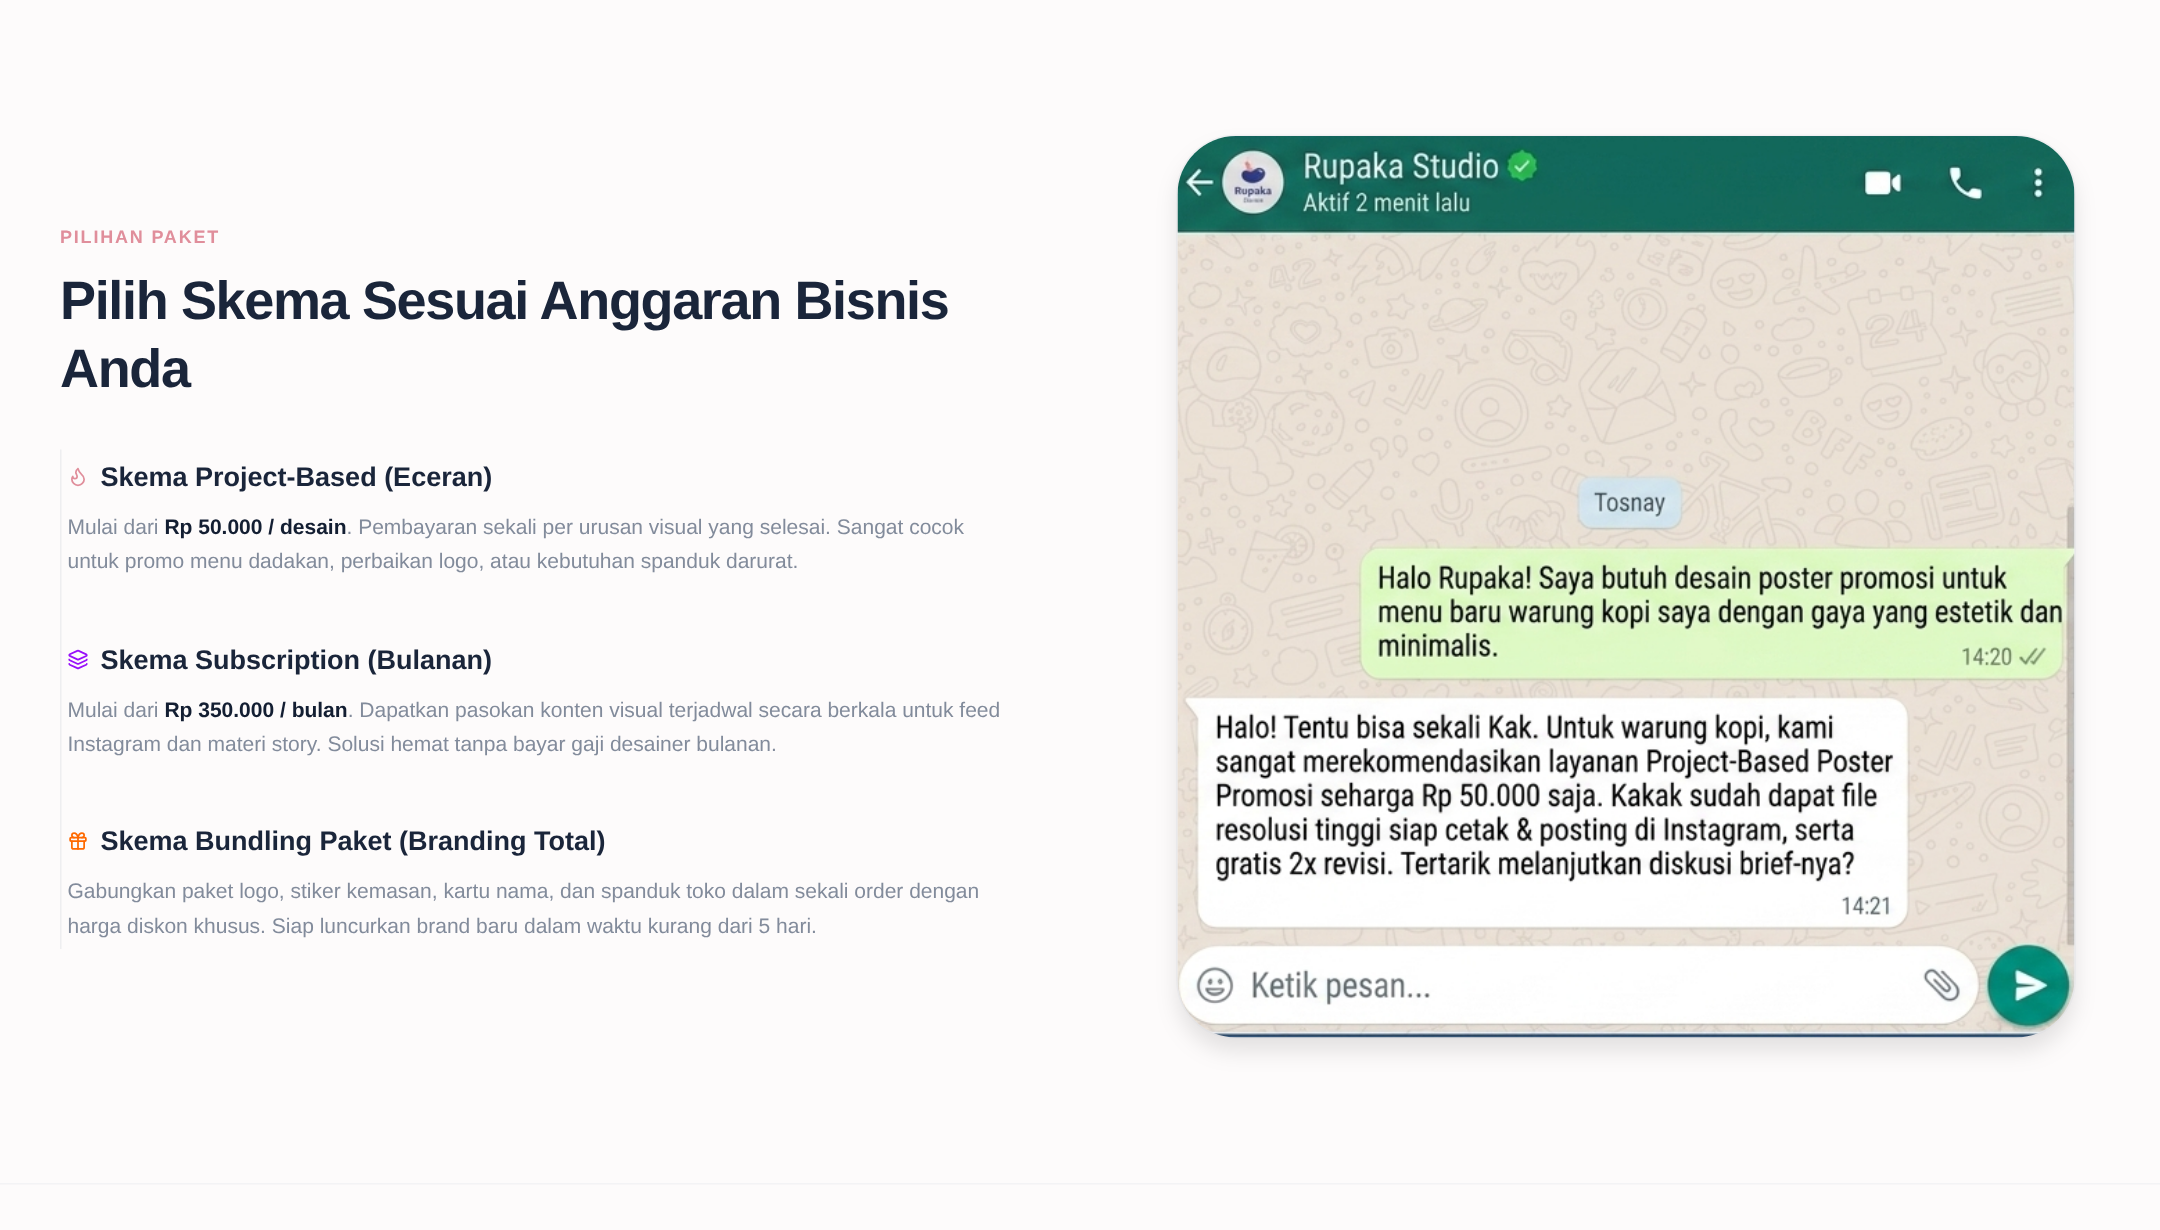 PILIHAN PAKET
Pilih Skema Sesuai Anggaran Bisnis
Anda
Skema Project-Based (Eceran)
Mulai dari Rp 50.000 / desain. Pembayaran sekali per urusan visual yang selesai. Sangat cocok
untuk promo menu dadakan, perbaikan logo, atau kebutuhan spanduk darurat.
Skema Subscription (Bulanan)
Mulai dari Rp 350.000 / bulan. Dapatkan pasokan konten visual terjadwal secara berkala untuk feed
Instagram dan materi story. Solusi hemat tanpa bayar gaji desainer bulanan.
Skema Bundling Paket (Branding Total)
Gabungkan paket logo, stiker kemasan, kartu nama, dan spanduk toko dalam sekali order dengan
harga diskon khusus. Siap luncurkan brand baru dalam waktu kurang dari 5 hari.
Rupaka
Rupaka Studio
Aktif 2 menit lalu
42
24
BFF
Tosnay
Halo Rupaka! Saya butuh desain poster promosi untuk
menu baru warung kopi saya dengan gaya yang estetik dan
minimalis.
14:20
Halo! Tentu bisa sekali Kak. Untuk warung kopi, kami
sangat merekomendasikan layanan Project-Based Poster
Promosi seharga Rp 50.000 saja. Kakak sudah dapat file
resolusi tinggi siap cetak & posting di Instagram, serta
gratis 2x revisi. Tertarik melanjutkan diskusi brief-nya?
14:21
Ketik pesan...